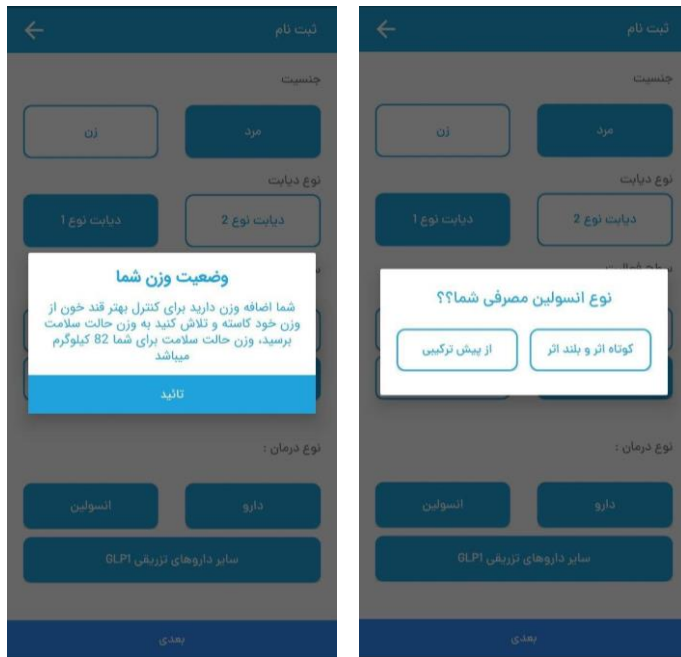 ثبت نام
جنسیت
مرد
زن
نوع دیابت
دیابت نوع 2
دیابت نوع 1
وضعیت وزن شما
شما اضافه وزن دارید برای کنترل بهتر قند خون از
وزن خود کاسته و تلاش کنید به وزن حالت سلامت
برسید، وزن حالت سلامت برای شما 82 کیلوگرم
میباشد
تائید
نوع درمان :
دارو
انسولین
سایر داروهای تزریقی GLP1
بعدی
ثبت نام
جنسیت
مرد
زن
نوع دیابت
دیابت نوع 2
دیابت نوع 1
نوع انسولین مصرفی شما؟؟
کوتاه اثر و بلند اثر
از پیش ترکیبی
نوع درمان :
دارو
انسولین
سایر داروهای تزریقی GLP1
بعدی